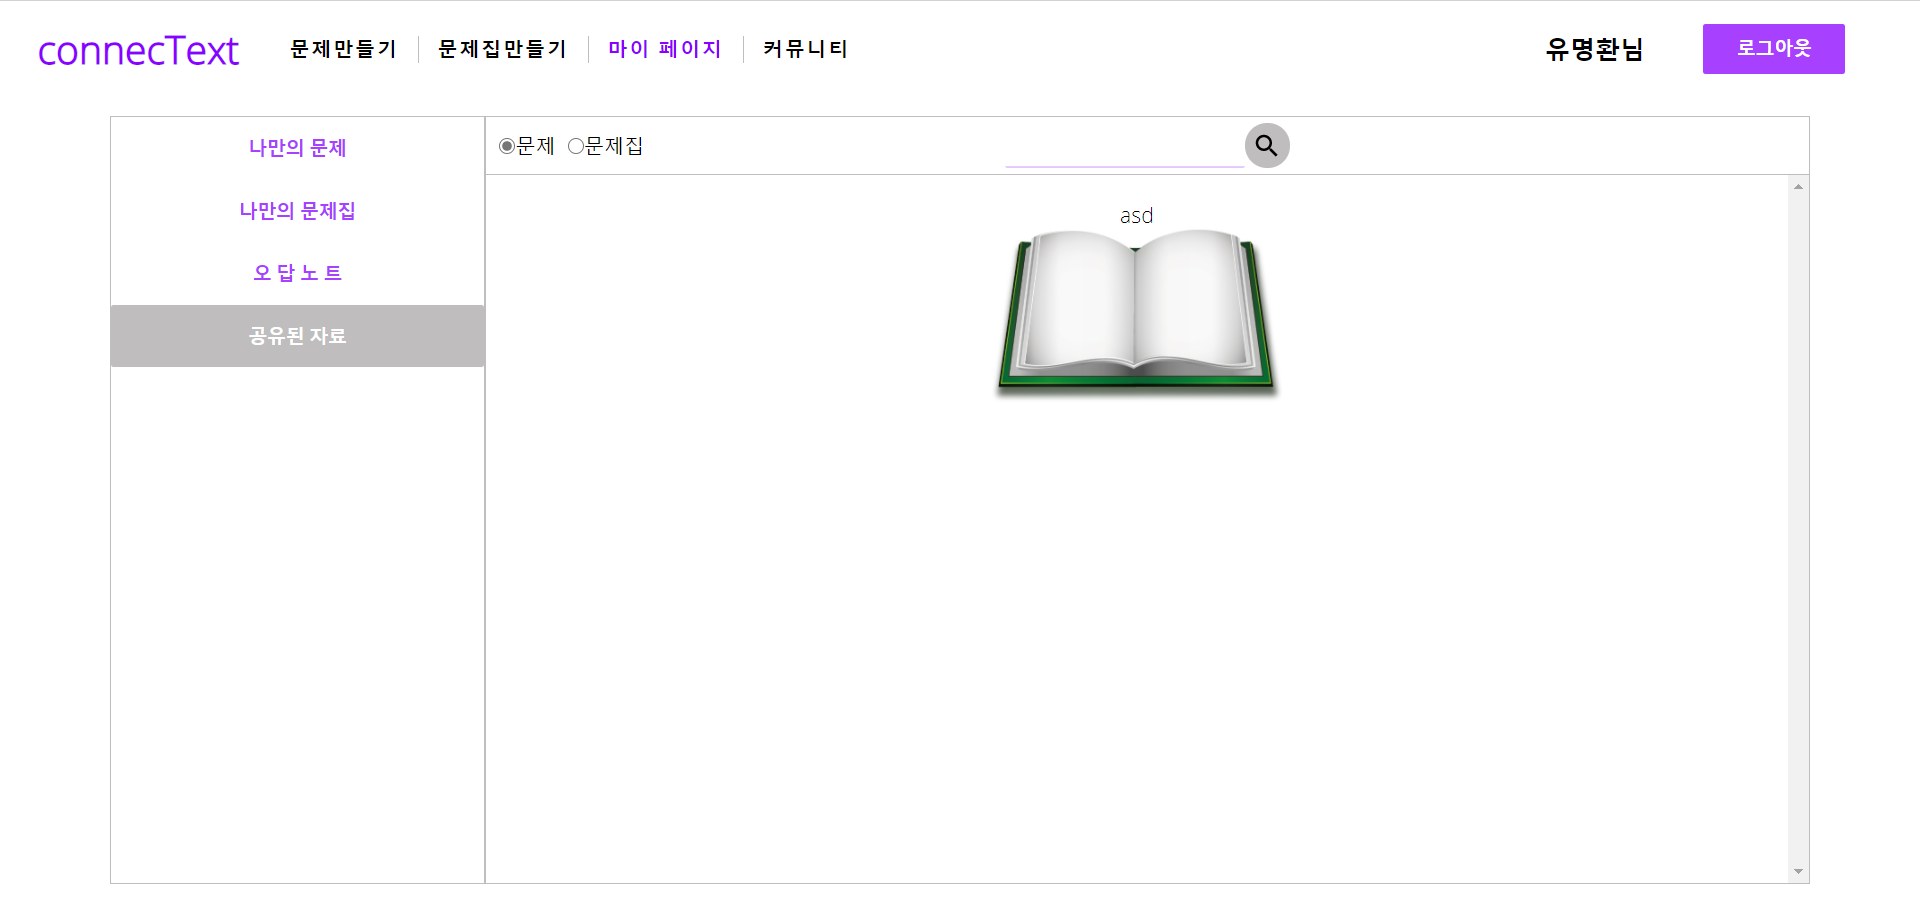 connecText 문제만들기 문제집만들기 마이 페이지 커뮤니티 유명환님 로그아웃
나만의 문제
나만의 문제집
오 답 노 트
공유된 자료
문제 문제집
asd